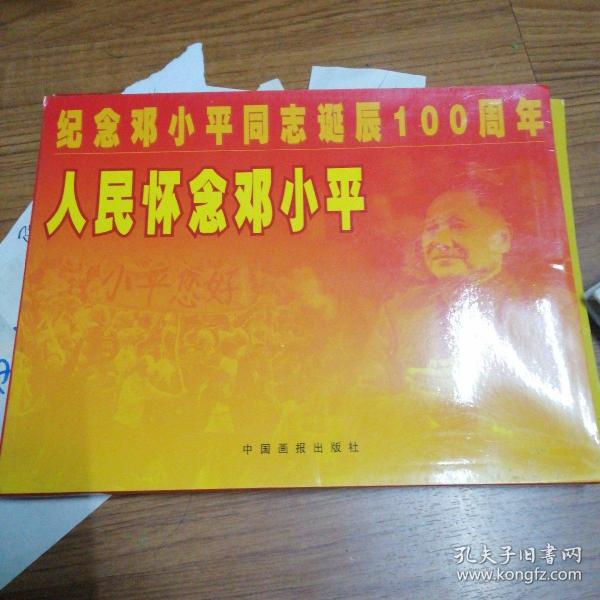 纪念邓小平同志诞辰100周年
人民怀念邓小平
小平您好
中国画报出版社
孔夫子旧书网
www.kongfz.com